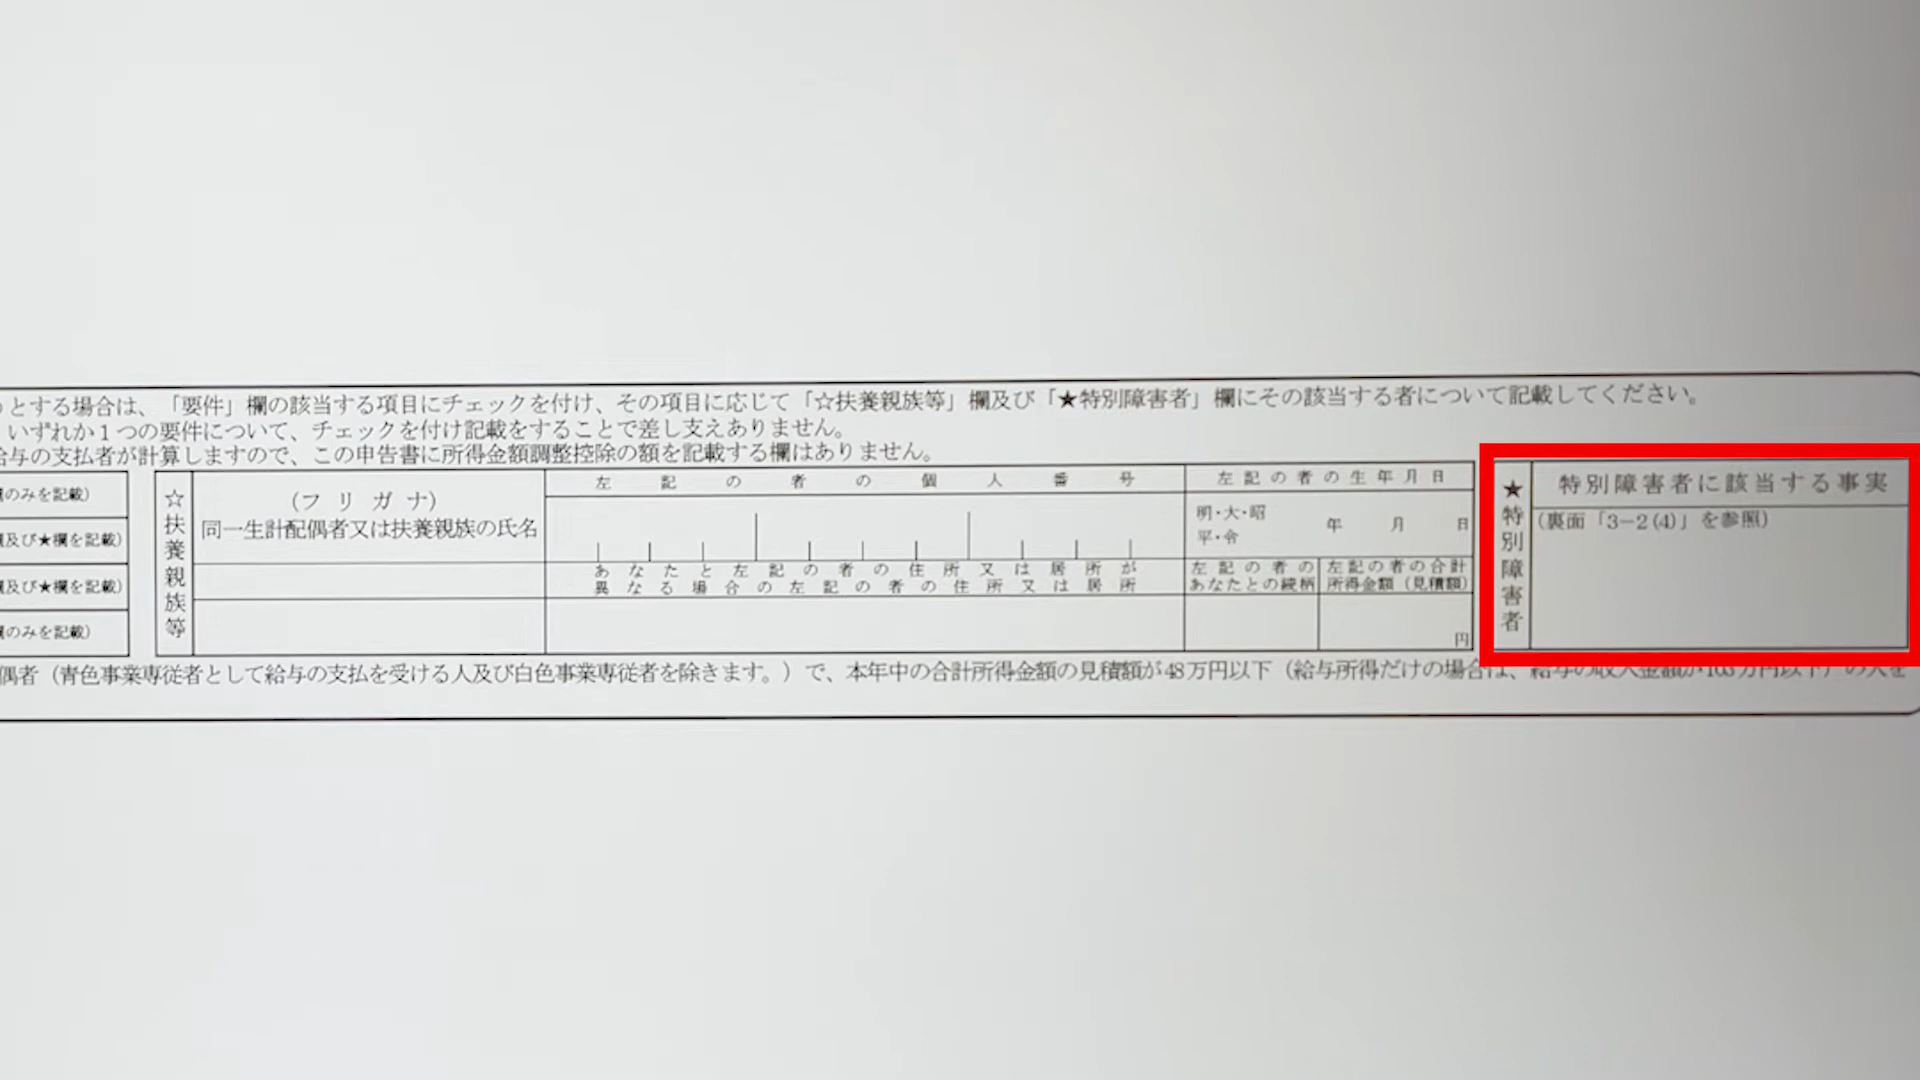 とする場合は、「要件」欄の該当する項目にチェックを付け、その項目に応じて「☆扶養親族等」欄及び「★特別障害者」欄にその該当する者について記載してください。
いずれか1つの要件について、チェックを付け記載をすることで差し支えありません。
給与の支払者が計算しますので、この申告書に所得金額調整控除の額を記載する欄はありません。
のみを記載)
及び★欄を記載)
及び★欄を記載)
のみを記載)
☆扶養親族等
(フリガナ)
同一生計配偶者又は扶養親族の氏名
左記の者の個人番号
あなたと左記の者の住所又は居所が
異なる場合の左記の者の住所又は居所
左記の者の生年月日
明・大・昭
平・令
年 月 日
左記の者の
あなたとの続柄
左記の者の合計
所得金額(見積額)
円
★特別障害者
特別障害者に該当する事実
(裏面「3-2(4)」を参照)
偶者(青色事業専従者として給与の支払を受ける人及び白色事業専従者を除きます。)で、本年中の合計所得金額の見積額が48万円以下(給与所得だけの場合は、給与の収入金額が103万円以下)の人を